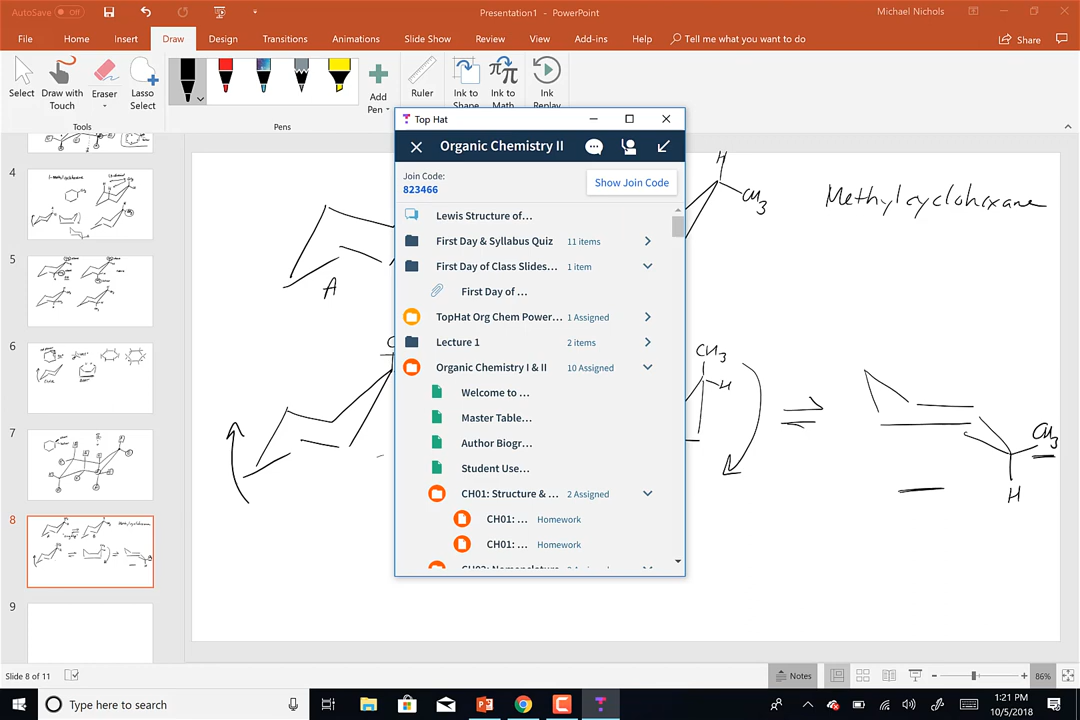 AutoSave Off
Presentation1 - PowerPoint
Michael Nichols
File Home Insert Draw Design Transitions Animations Slide Show Review View Add-ins Help Tell me what you want to do Share
Select
Draw with Touch
Eraser
Lasso Select
Add Pen
Ruler
Ink to Shape
Ink to Math
Ink Replay
Tools
Pens
Top Hat
Organic Chemistry II
Join Code:
823466
Show Join Code
Lewis Structure of...
First Day & Syllabus Quiz 11 items
First Day of Class Slides... 1 item
First Day of ...
TopHat Org Chem Power... 1 Assigned
Lecture 1 2 items
Organic Chemistry I & II 10 Assigned
Welcome to ...
Master Table...
Author Biogr...
Student Use...
CH01: Structure & ... 2 Assigned
CH01: ... Homework
CH01: ... Homework
H
CH3
Methylcyclohexane
A
CH3
H
CH3
H
4
5
6
7
8
9
Slide 8 of 11
Notes
86%
Type here to search
1:21 PM
10/5/2018